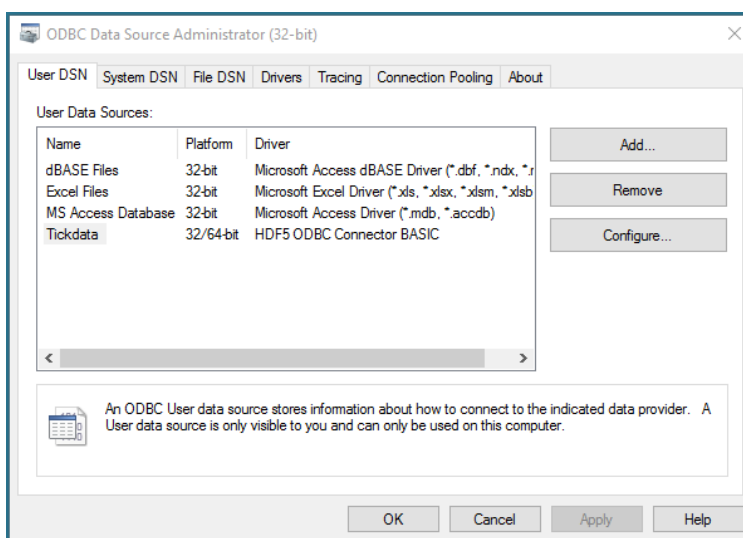 ODBC Data Source Administrator (32-bit)
User DSN System DSN File DSN Drivers Tracing Connection Pooling About
User Data Sources:
Name Platform Driver
dBASE Files 32-bit Microsoft Access dBASE Driver (*.dbf, *.ndx, *.r
Excel Files 32-bit Microsoft Excel Driver (*.xls, *.xlsx, *.xlsm, *.xlsb
MS Access Database 32-bit Microsoft Access Driver (*.mdb, *.accdb)
Tickdata 32/64-bit HDF5 ODBC Connector BASIC
Add...
Remove
Configure...
An ODBC User data source stores information about how to connect to the indicated data provider. A
User data source is only visible to you and can only be used on this computer.
OK Cancel Apply Help